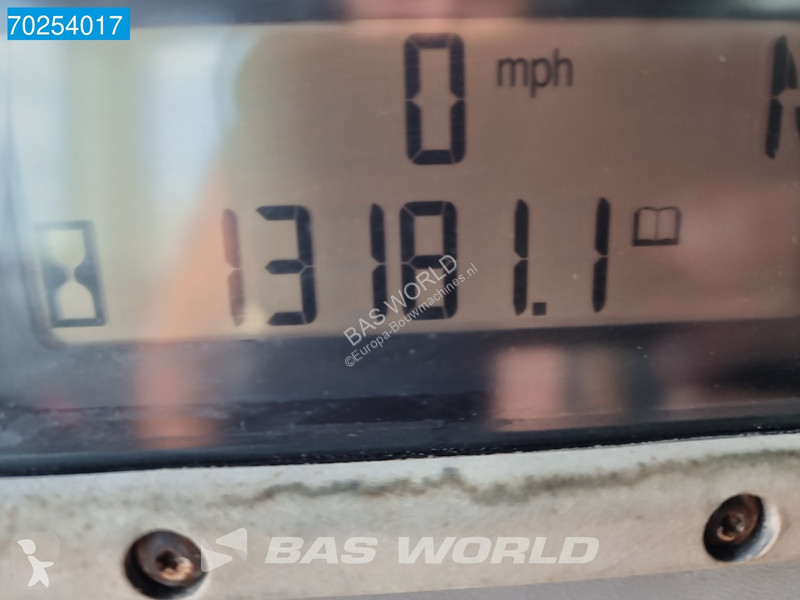 70254017
0 mph N
13181.1
BAS WORLD
©Europa-Bouwmachines.nl
BAS WORLD